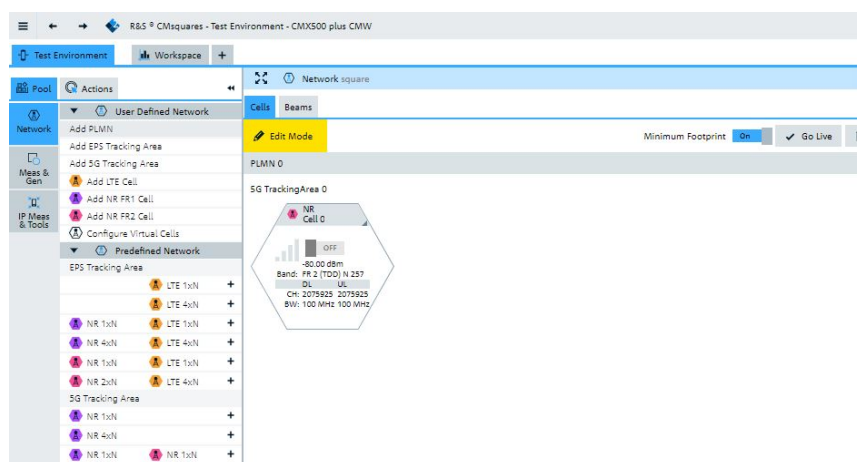 R&S ® CMsquares - Test Environment - CMX500 plus CMW
Test Environment
Workspace
+
Pool
Actions
Network square
Network
Meas & Gen
IP Meas & Tools
User Defined Network
Add PLMN
Add EPS Tracking Area
Add 5G Tracking Area
Add LTE Cell
Add NR FR1 Cell
Add NR FR2 Cell
Configure Virtual Cells
Predefined Network
EPS Tracking Area
LTE 1xN +
LTE 4xN +
NR 1xN LTE 1xN +
NR 4xN LTE 1xN +
NR 1xN LTE 1xN +
NR 2xN LTE 4xN +
5G Tracking Area
NR 1xN +
NR 4xN +
NR 1xN NR 1xN +
Cells Beams
Edit Mode
Minimum Footprint On Go Live
PLMN 0
5G TrackingArea 0
NR
Cell 0
OFF
-80.00 dBm
Band: FR 2 (TDD) N 257
DL UL
CH: 2075925 2075925
BW: 100 MHz 100 MHz